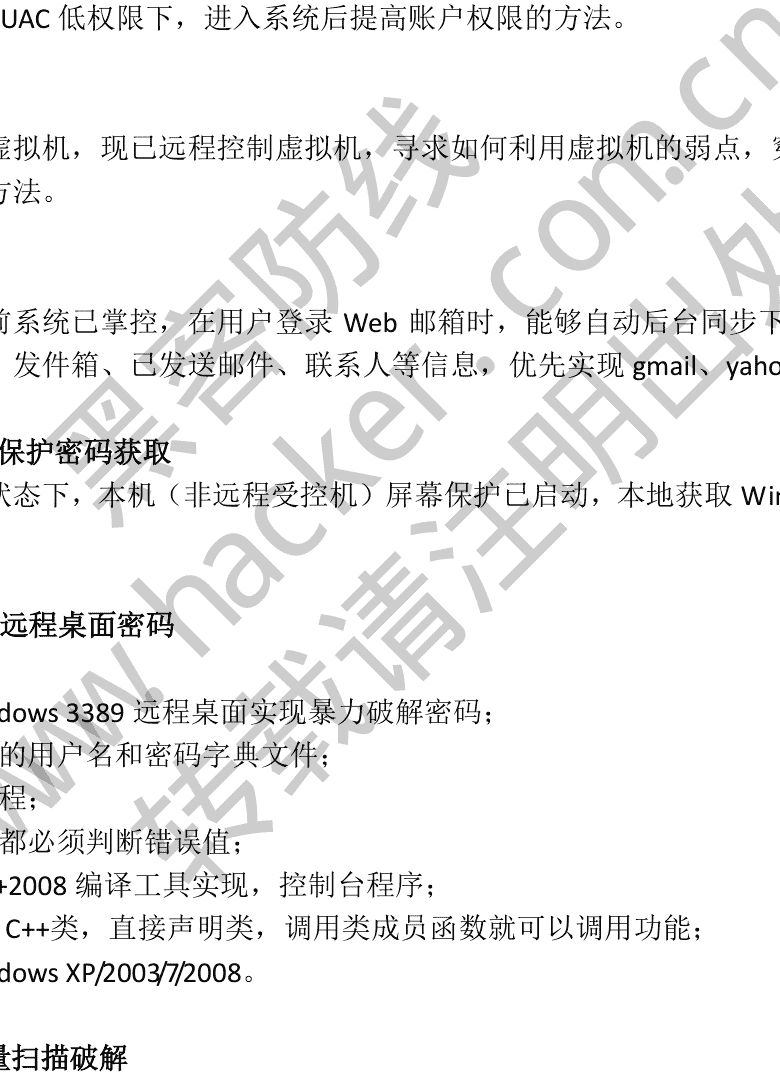 UAC 低权限下，进入系统后提高账户权限的方法。
虚拟机，现已远程控制虚拟机，寻求如何利用虚拟机的弱点，
方法。
前系统已掌控，在用户登录 Web 邮箱时，能够自动后台同步下
发件箱、已发送邮件、联系人等信息，优先实现 gmail、yaho
保护密码获取
状态下，本机（非远程受控机）屏幕保护已启动，本地获取 Win
远程桌面密码
dows 3389 远程桌面实现暴力破解密码；
的用户名和密码字典文件；
程；
都必须判断错误值；
+2008 编译工具实现，控制台程序；
C++类，直接声明类，调用类成员函数就可以调用功能；
dows XP/2003/7/2008。
量扫描破解
黑客防线
www.hacker.com.cn
转载请注明出处